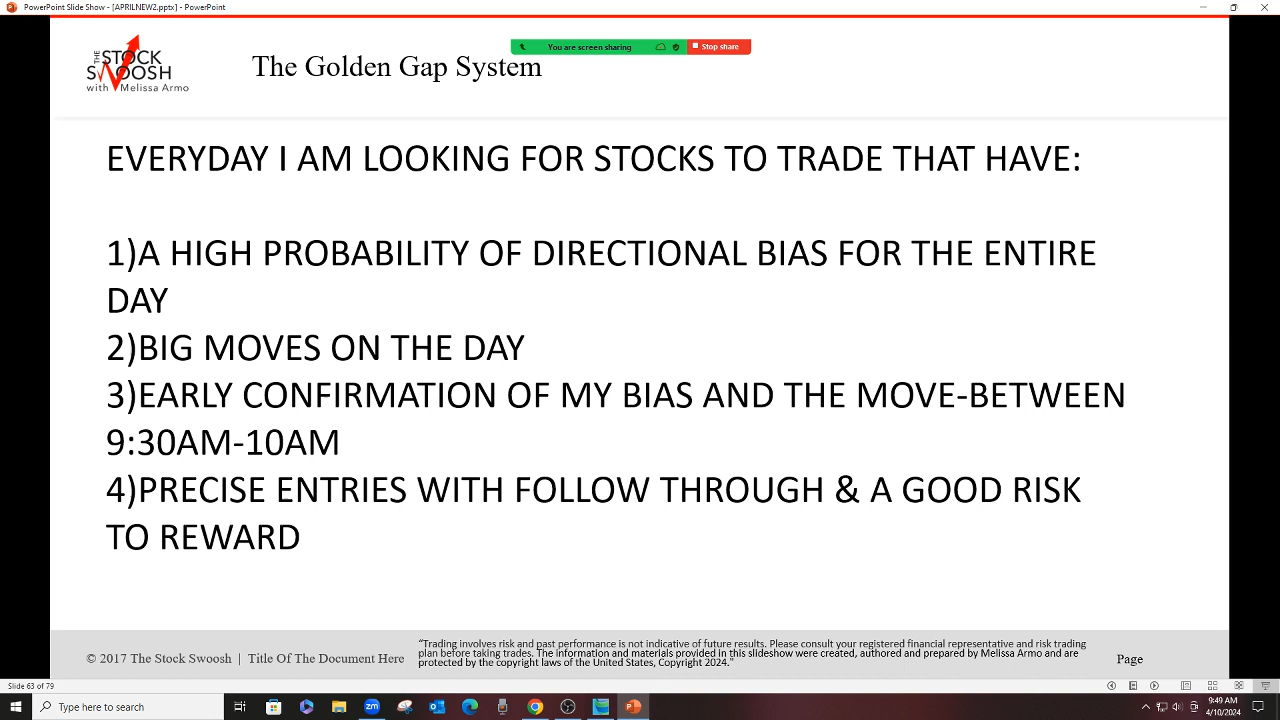 PowerPoint Slide Show - [APRILNEW2.pptx] - PowerPoint
You are screen sharing
Stop share
THE STOCK
SWOOSH
with Melissa Armo
The Golden Gap System
EVERYDAY I AM LOOKING FOR STOCKS TO TRADE THAT HAVE:
1)A HIGH PROBABILITY OF DIRECTIONAL BIAS FOR THE ENTIRE
DAY
2)BIG MOVES ON THE DAY
3)EARLY CONFIRMATION OF MY BIAS AND THE MOVE-BETWEEN
9:30AM-10AM
4)PRECISE ENTRIES WITH FOLLOW THROUGH & A GOOD RISK
TO REWARD
© 2017 The Stock Swoosh | Title Of The Document Here
"Trading involves risk and past performance is not indicative of future results. Please consult your registered financial representative and risk trading
plan before taking trades. The information and materials provided in this slideshow were created, authored and prepared by Melissa Armo and are
protected by the copyright laws of the United States, Copyright 2024."
Page
Slide 63 of 79
Type here to search
9:49 AM
4/10/2024